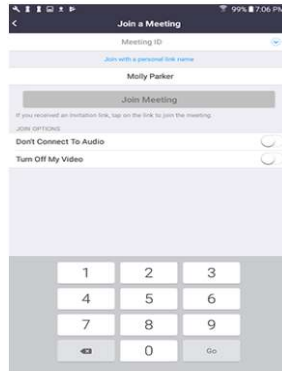 99% 7:06 PM
Join a Meeting
Meeting ID
Join with a personal link name
Molly Parker
Join Meeting
If you received an invitation link, tap on the link to join the meeting.
JOIN OPTIONS
Don't Connect To Audio
Turn Off My Video
1 2 3
4 5 6
7 8 9
0 Go